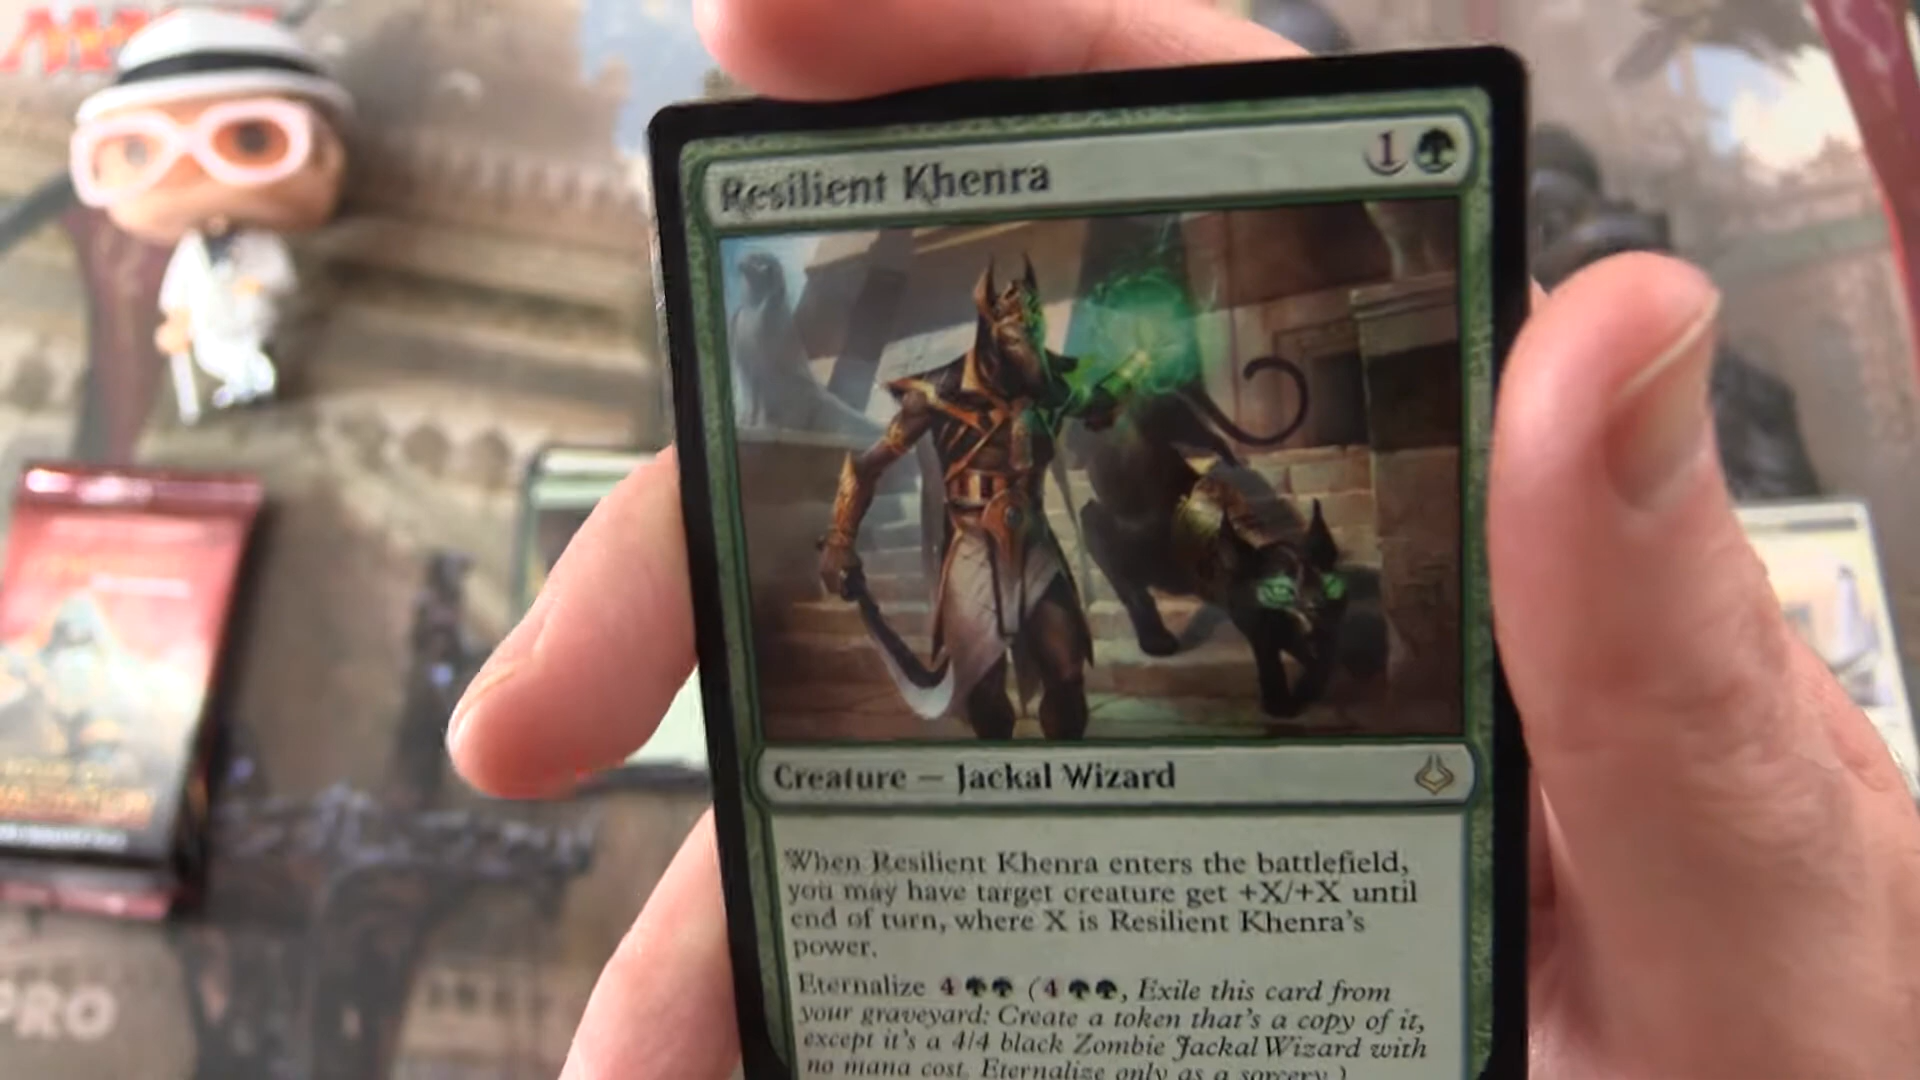 Resilient Khenra
1
Creature — Jackal Wizard
When Resilient Khenra enters the battlefield,
you may have target creature get +X/+X until
end of turn, where X is Resilient Khenra's
power.
Eternalize 4 (4 , Exile this card from
your graveyard: Create a token that's a copy of it,
except it's a 4/4 black Zombie Jackal Wizard with
no mana cost. Eternalize only as a sorcery.)
PRO